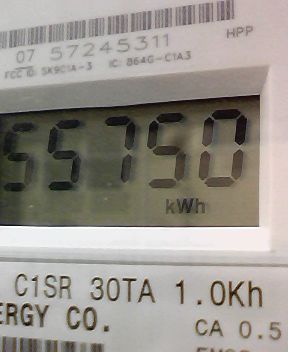 HPP
07 57245311
FCC ID: SK9C1A-3 IC: 864G-C1A3
55750
kWh
C1SR 30TA 1.0Kh
ERGY CO.
CA 0.5